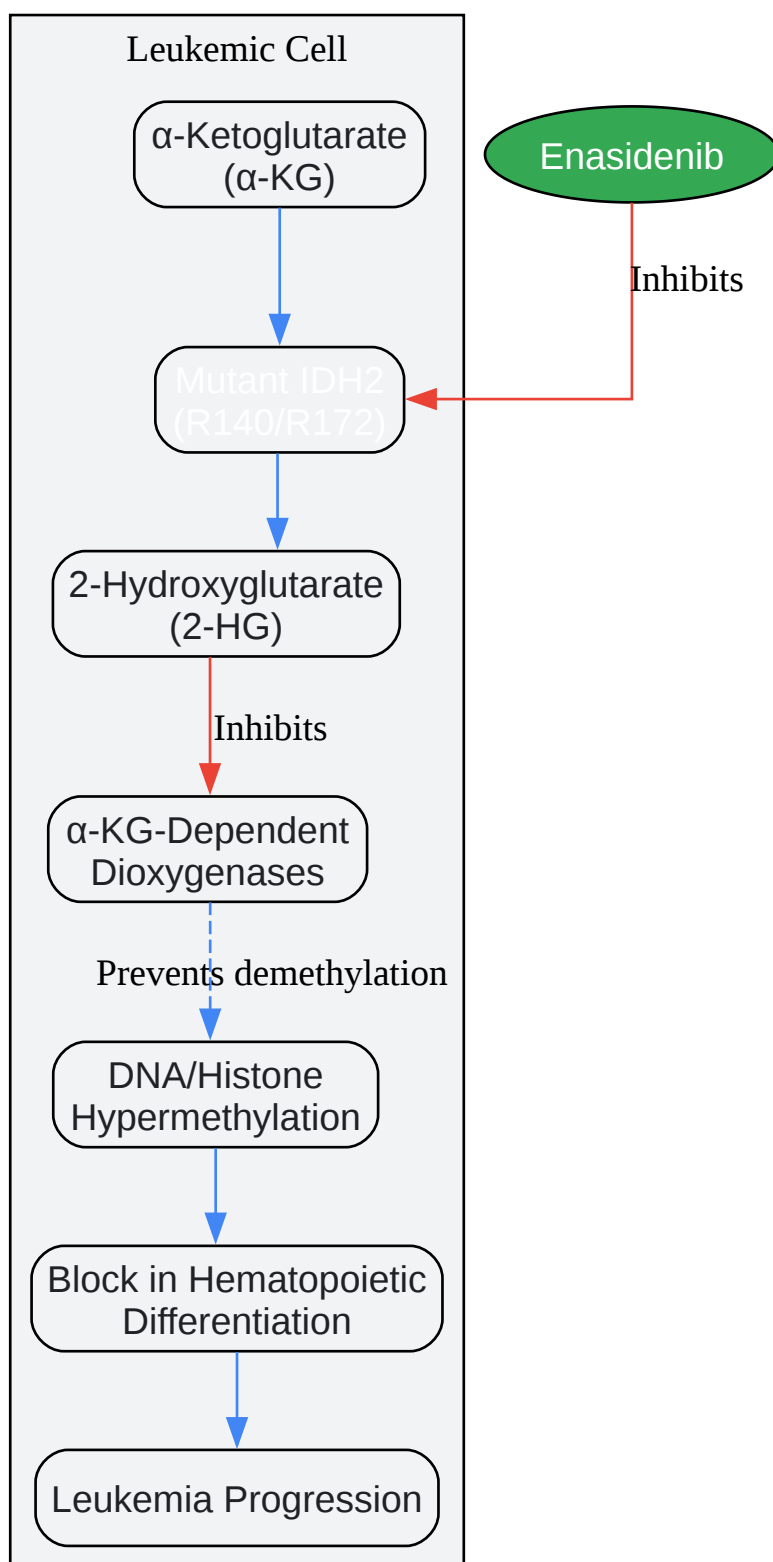 Leukemic Cell
α-Ketoglutarate
(α-KG)
Enasidenib
Inhibits
Mutant IDH2
(R140/R172)
2-Hydroxyglutarate
(2-HG)
Inhibits
α-KG-Dependent
Dioxygenases
Prevents demethylation
DNA/Histone
Hypermethylation
Block in Hematopoietic
Differentiation
Leukemia Progression